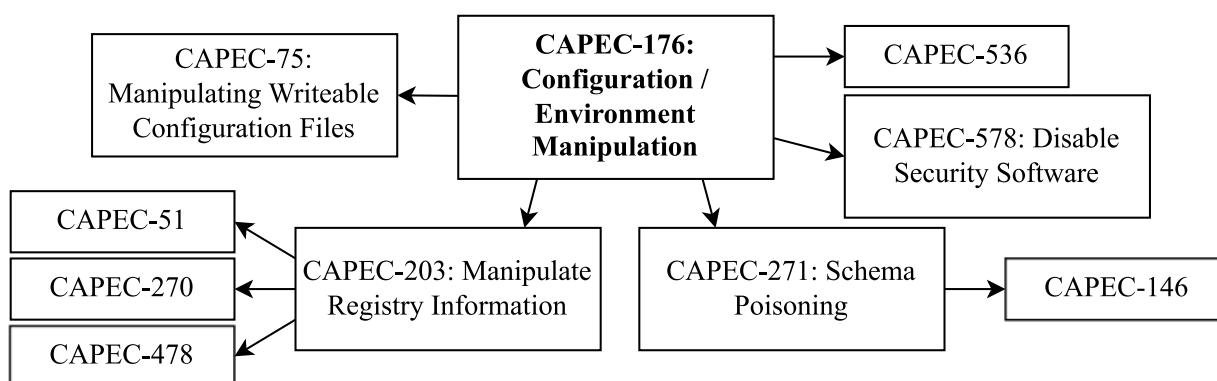 CAPEC-75:
Manipulating Writeable
Configuration Files
CAPEC-176:
Configuration /
Environment
Manipulation
CAPEC-536
CAPEC-578: Disable
Security Software
CAPEC-51
CAPEC-270
CAPEC-478
CAPEC-203: Manipulate
Registry Information
CAPEC-271: Schema
Poisoning
CAPEC-146